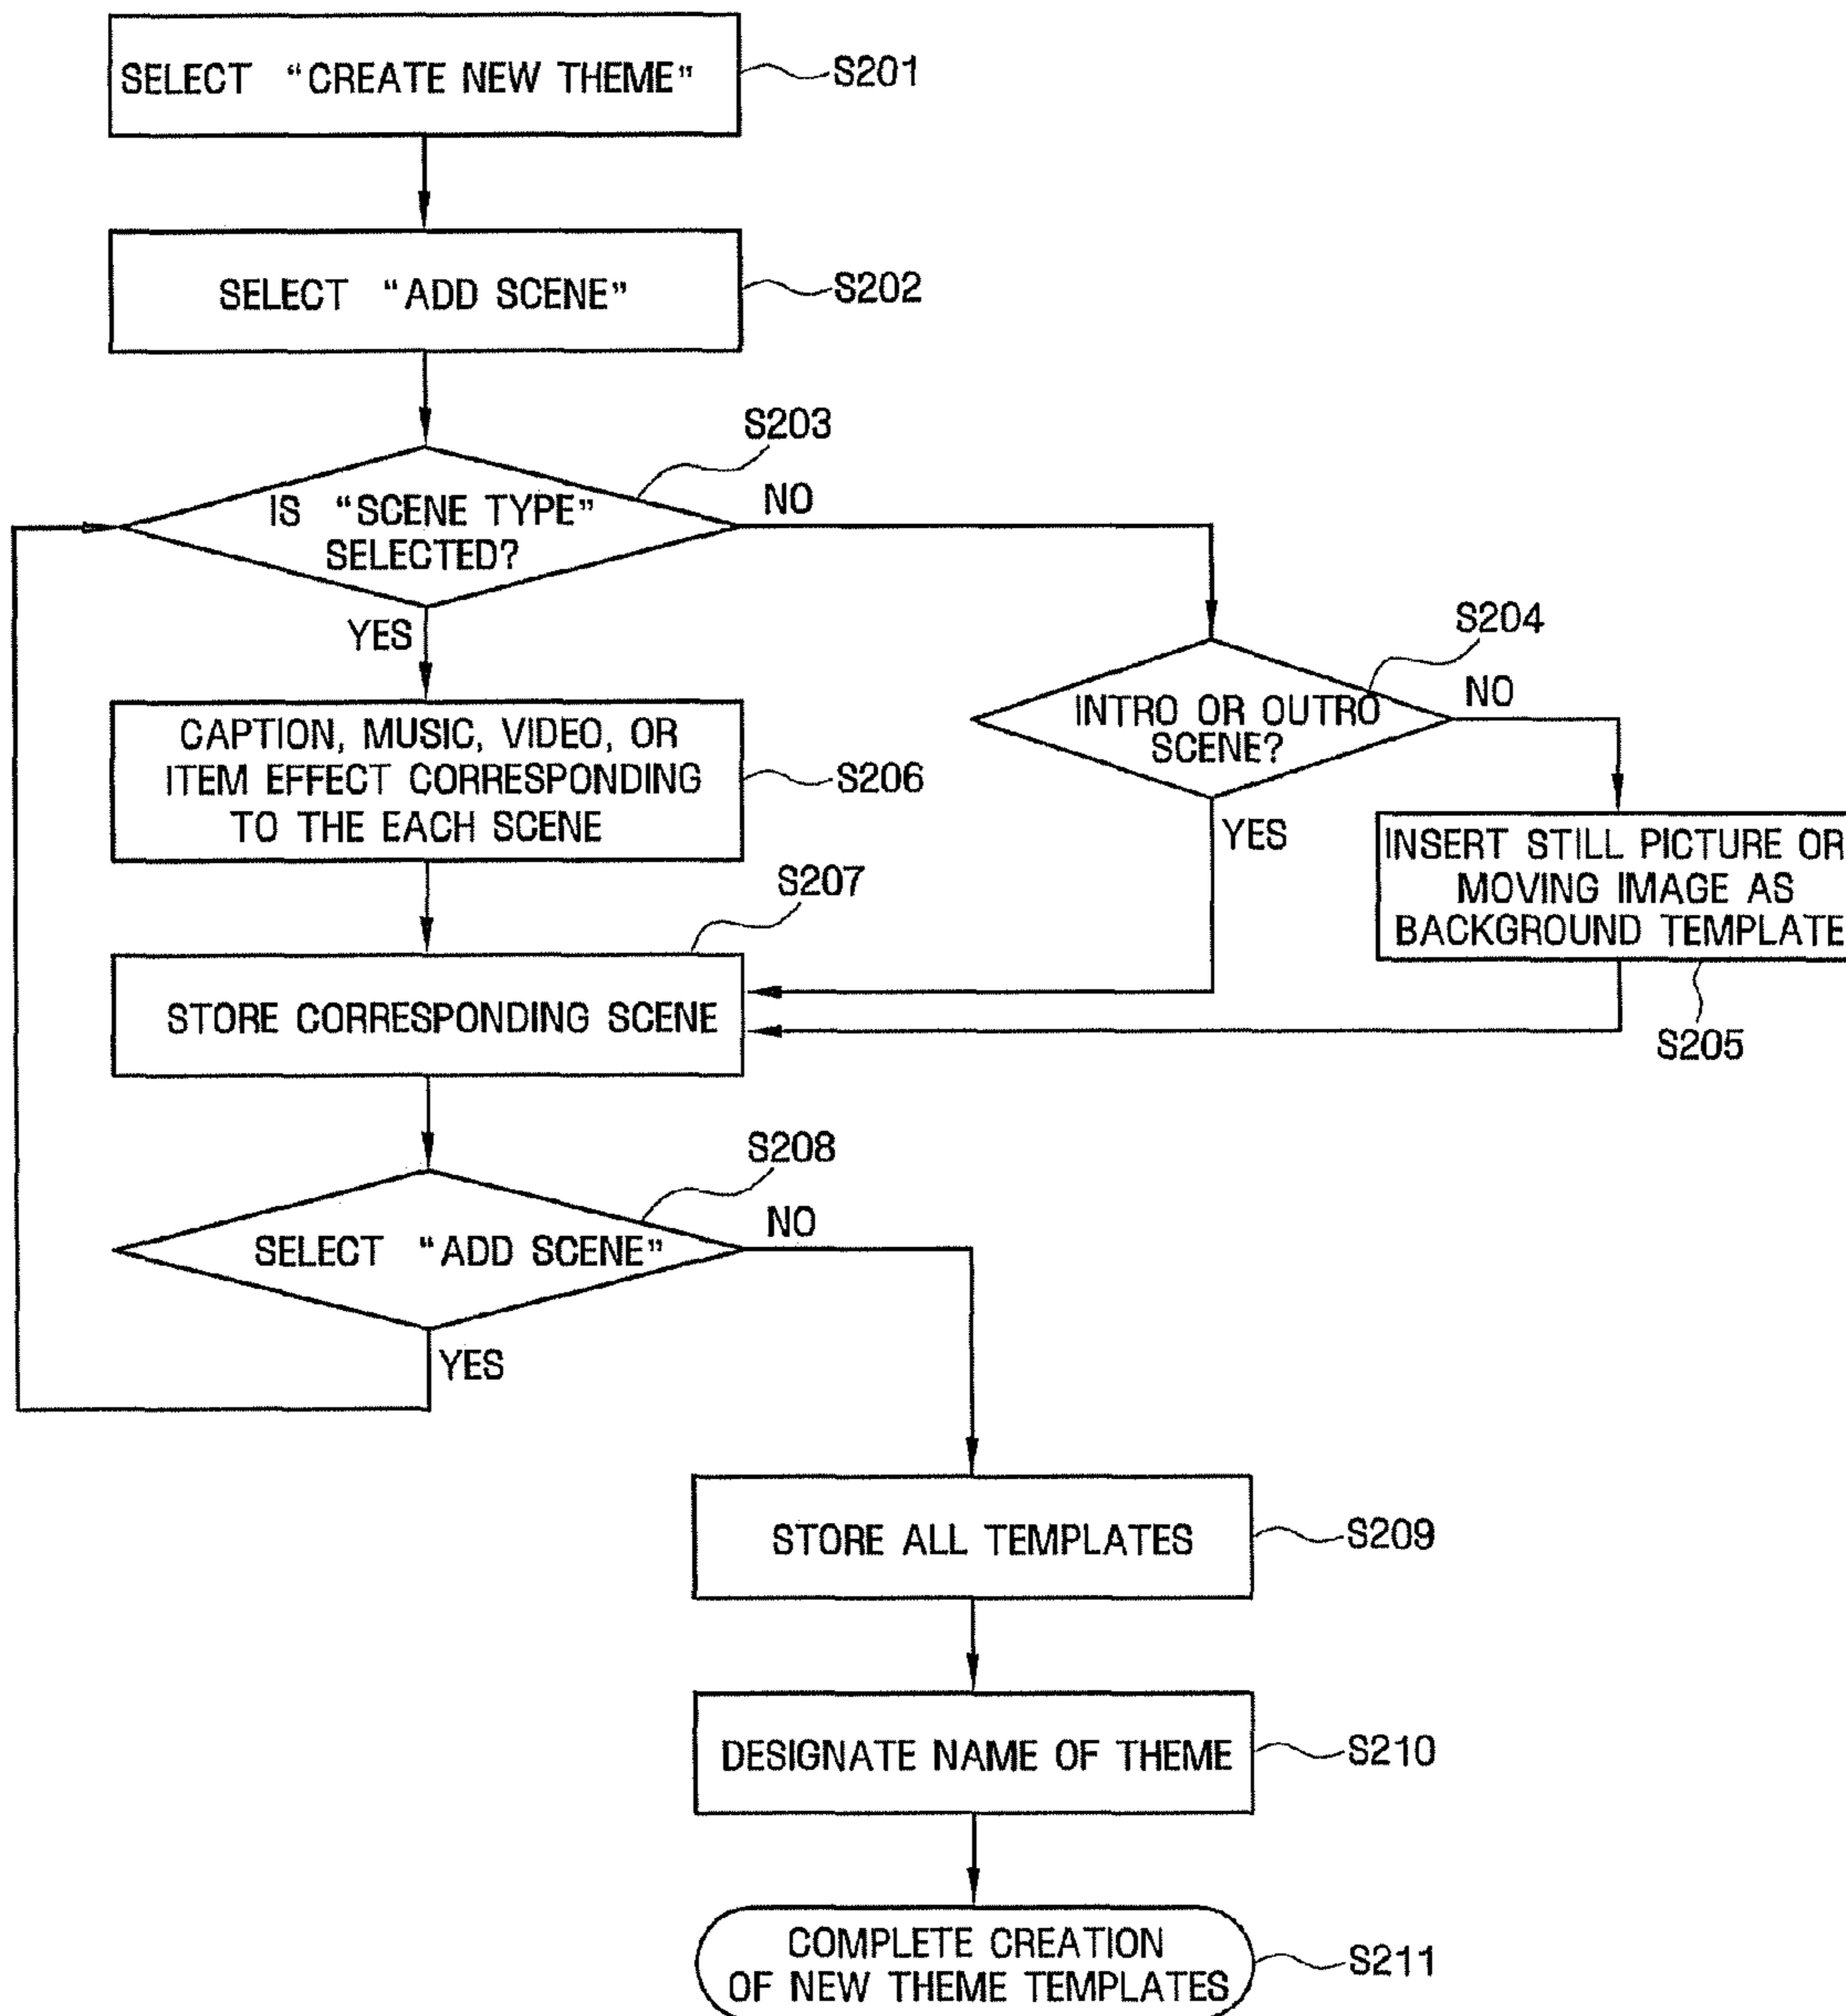 SELECT “CREATE NEW THEME”
S201
SELECT “ADD SCENE”
S202
S203
IS “SCENE TYPE”
SELECTED?
NO
YES
S204
INTRO OR OUTRO
SCENE?
NO
YES
CAPTION, MUSIC, VIDEO, OR
ITEM EFFECT CORRESPONDING
TO THE EACH SCENE
S206
INSERT STILL PICTURE OR
MOVING IMAGE AS
BACKGROUND TEMPLATE
S205
S207
STORE CORRESPONDING SCENE
S208
SELECT “ADD SCENE”
NO
YES
STORE ALL TEMPLATES
S209
DESIGNATE NAME OF THEME
S210
COMPLETE CREATION
OF NEW THEME TEMPLATES
S211